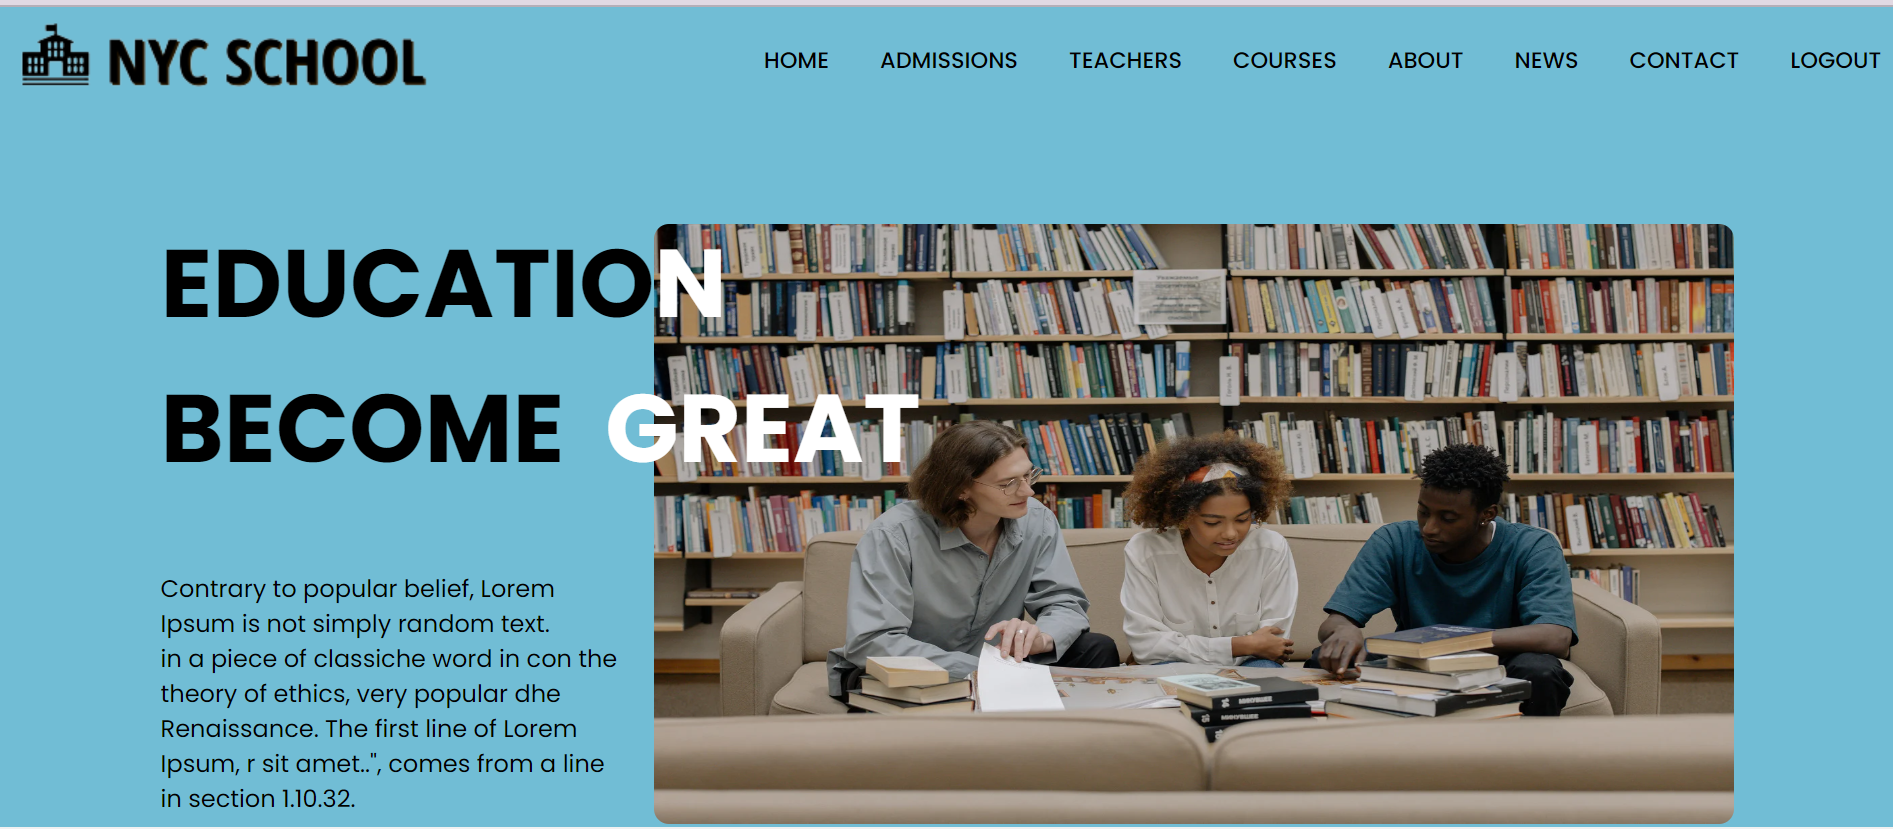 NYC SCHOOL
HOME ADMISSIONS TEACHERS COURSES ABOUT NEWS CONTACT LOGOUT
EDUCATION
BECOME GREAT
Contrary to popular belief, Lorem
Ipsum is not simply random text.
in a piece of classiche word in con the
theory of ethics, very popular dhe
Renaissance. The first line of Lorem
Ipsum, r sit amet..", comes from a line
in section 1.10.32.